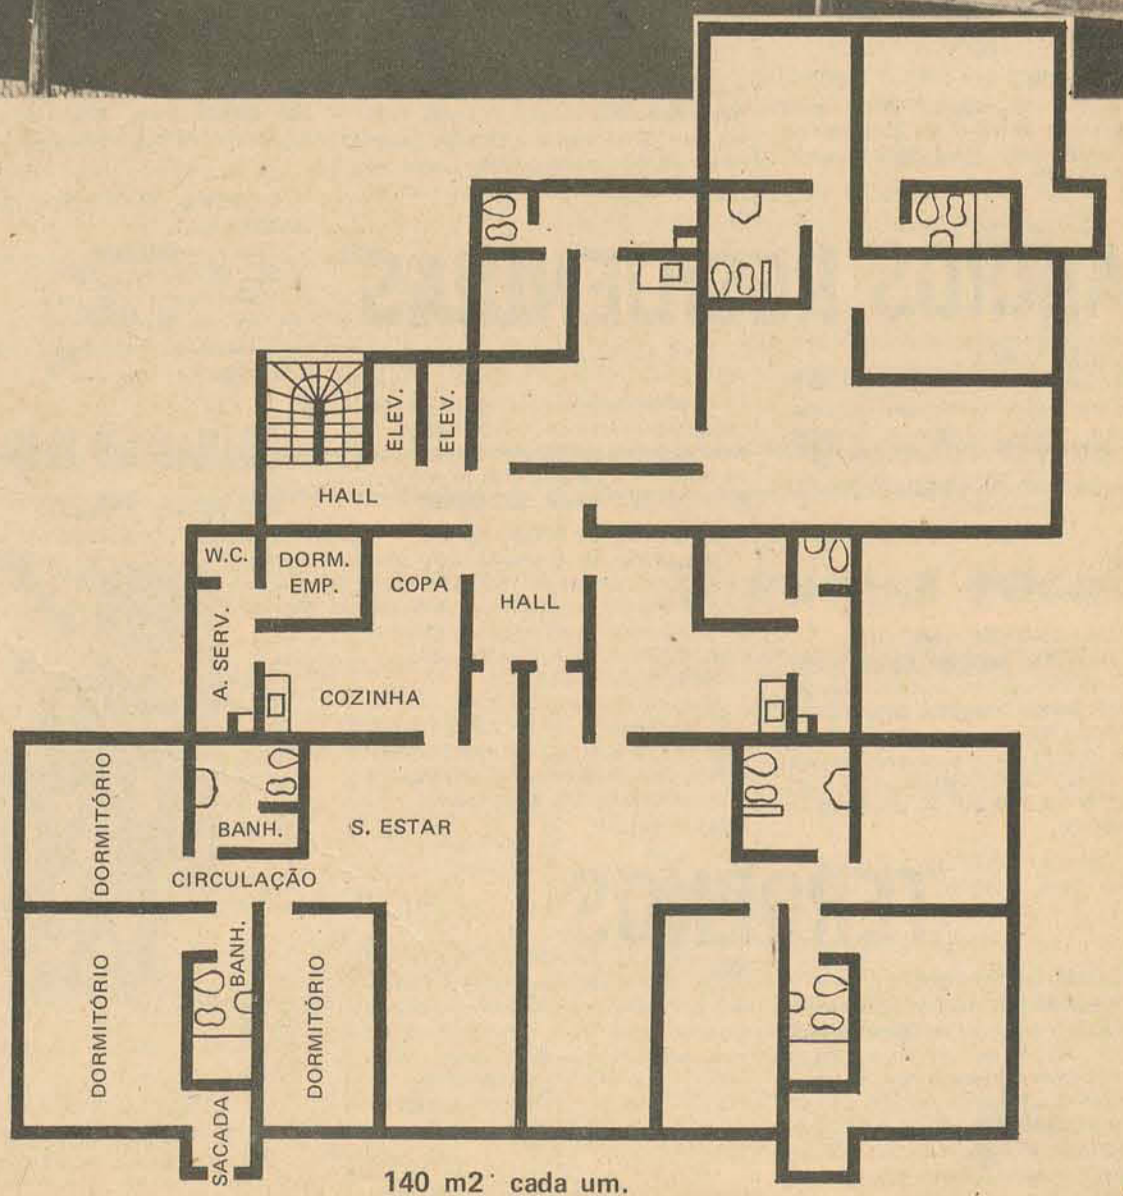 ELEV.
ELEV.
HALL
W.C.
DORM.
EMP.
COPA
HALL
A. SERV.
COZINHA
DORMITÓRIO
BANH.
S. ESTAR
CIRCULAÇÃO
DORMITÓRIO
BANH.
DORMITÓRIO
SACADA
140 m2 cada um.